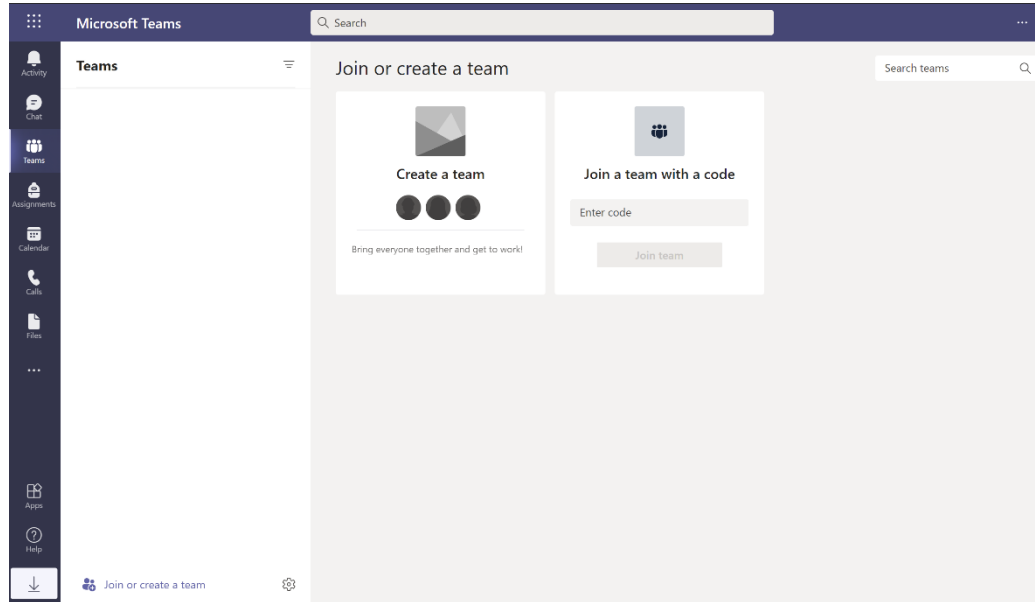 Microsoft Teams
Search
Activity
Chat
Teams
Assignments
Calendar
Calls
Files
Apps
Help
Teams
Join or create a team
Join or create a team
Search teams
Create a team
Bring everyone together and get to work!
Join a team with a code
Enter code
Join team